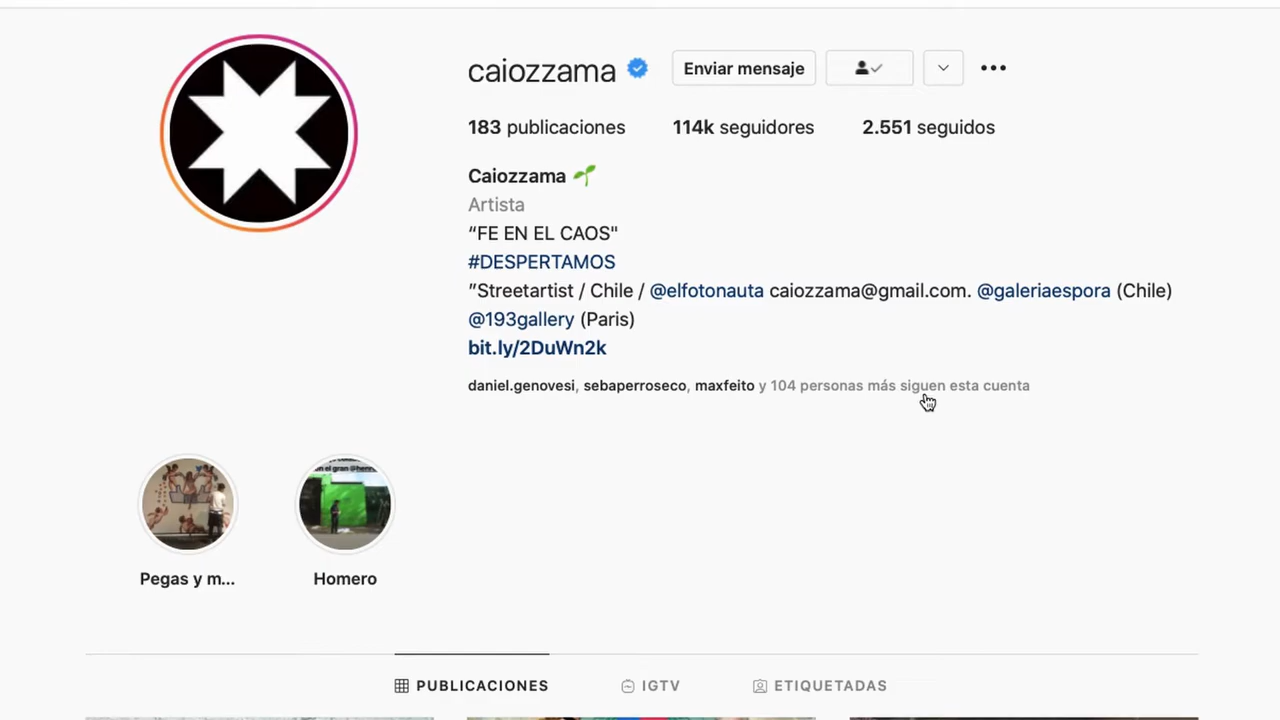 caiozzama
Enviar mensaje
183 publicaciones
114k seguidores
2.551 seguidos
Caiozzama
Artista
“FE EN EL CAOS"
#DESPERTAMOS
”Streetartist / Chile / @elfotonauta caiozzama@gmail.com. @galeriaespora (Chile)
@193gallery (Paris)
bit.ly/2DuWn2k
daniel.genovesi, sebaperroseco, maxfeito y 104 personas más siguen esta cuenta
Pegas y m...
Homero
PUBLICACIONES
IGTV
ETIQUETADAS